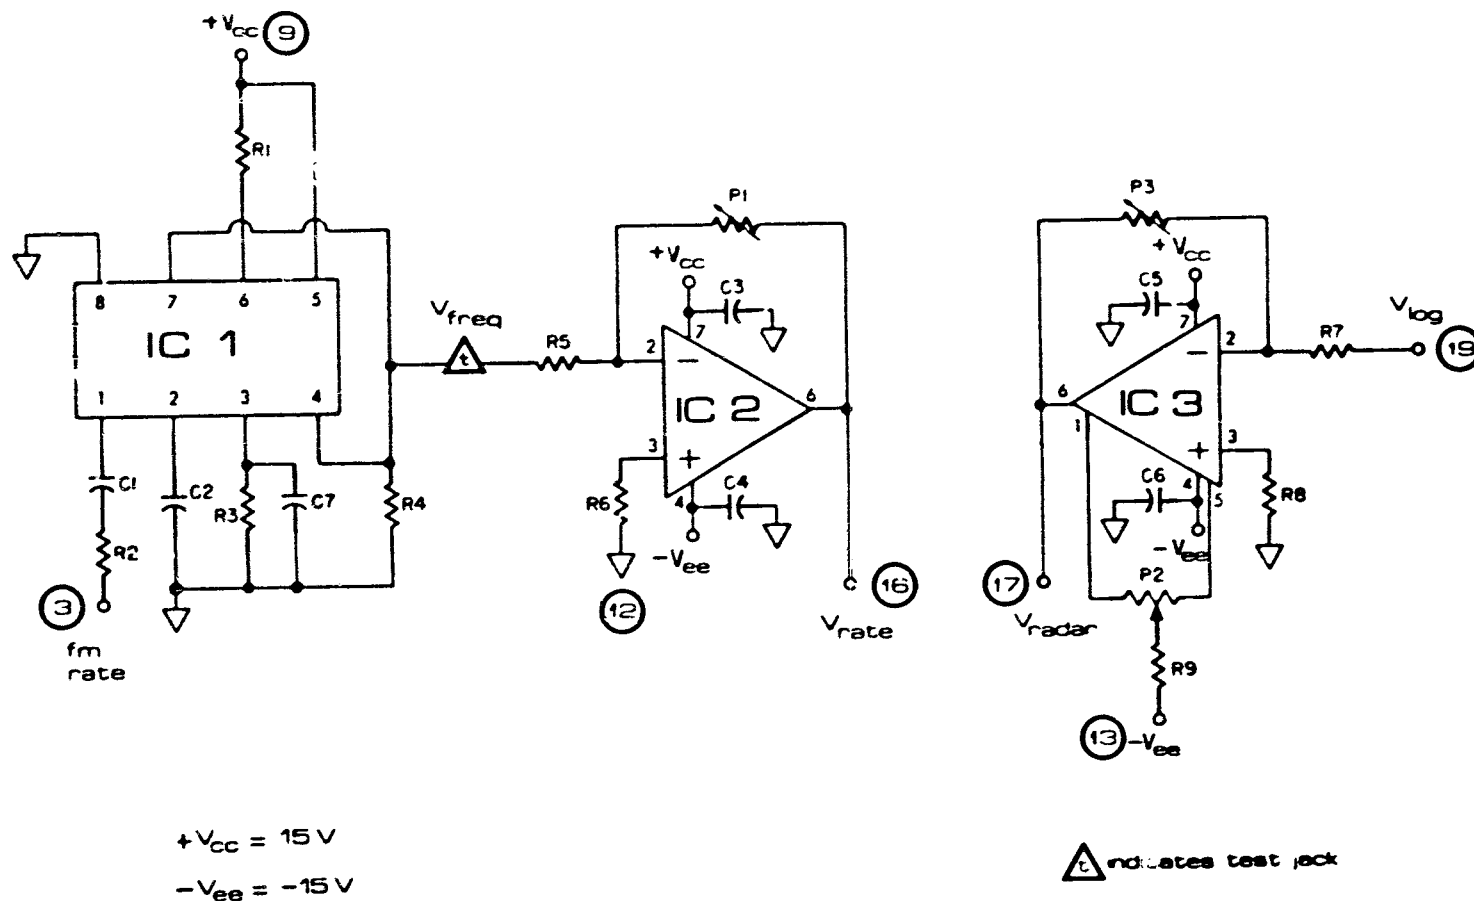 +Vcc 9
R1
8 7 6 5
IC 1
1 2 3 4
C1
C2
R3
C7
R4
R2
3
fm
rate
Vfreq
t
R5
P1
+Vcc
C3
7
2
−
IC 2
6
3
+
R6
4
C4
−Vee
12
16
Vrate
P3
+Vcc
C5
7
2
−
Vlog
19
R7
6
IC 3
1
3
+
C6
4
5
R8
−Vee
P2
17
Vradar
R9
13 −Vee
+Vcc = 15 V
−Vee = −15 V
t indicates test jack